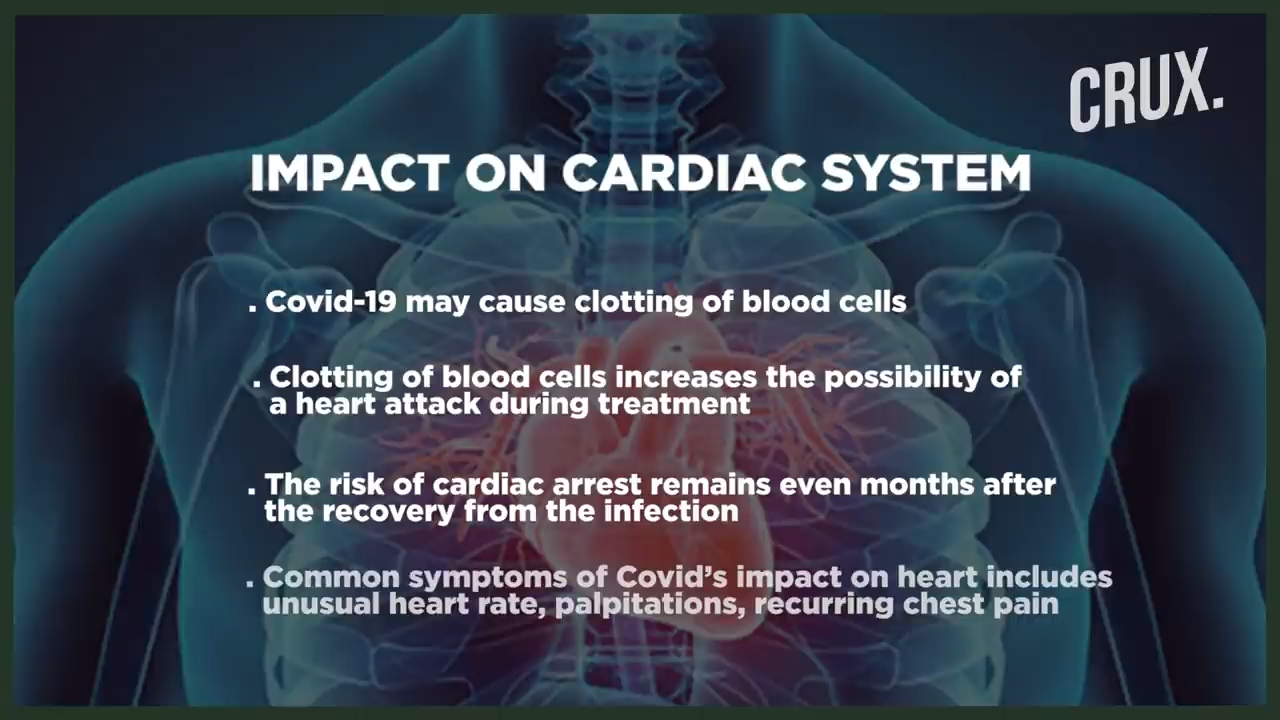 CRUX.
IMPACT ON CARDIAC SYSTEM
. Covid-19 may cause clotting of blood cells
. Clotting of blood cells increases the possibility of
a heart attack during treatment
. The risk of cardiac arrest remains even months after
the recovery from the infection
. Common symptoms of Covid's impact on heart includes
unusual heart rate, palpitations, recurring chest pain